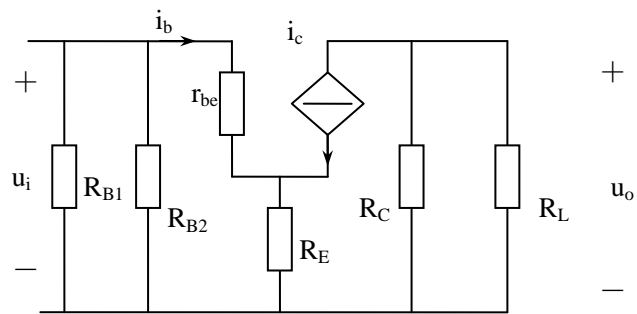 i_b
i_c
+
+
r_be
u_i
R_B1
R_B2
R_C
R_L
u_o
R_E
−
−